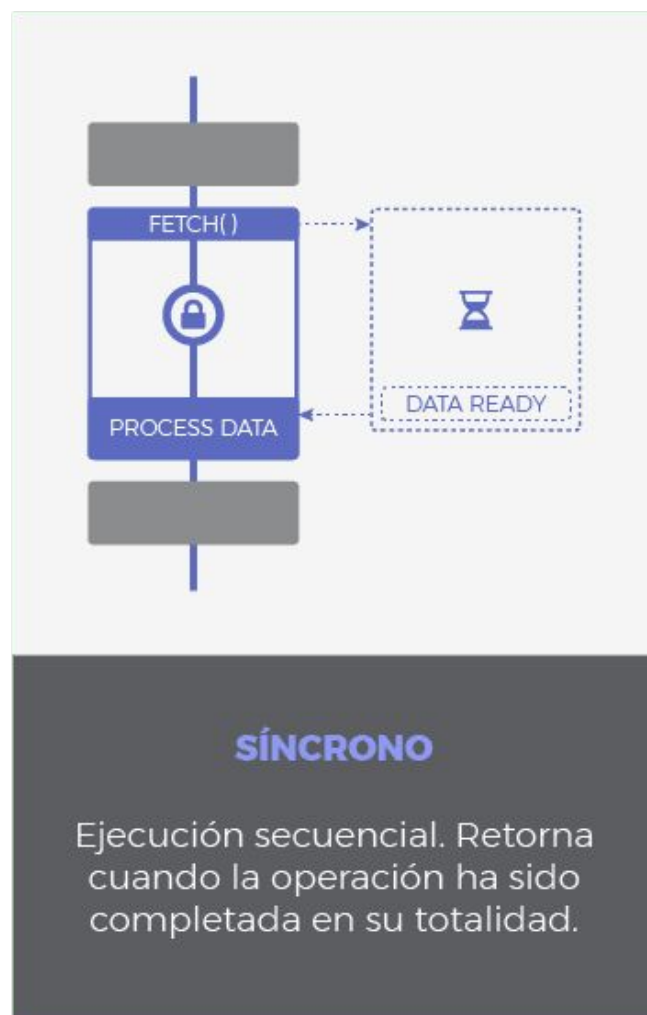 FETCH( )
DATA READY
PROCESS DATA
SÍNCRONO
Ejecución secuencial. Retorna
cuando la operación ha sido
completada en su totalidad.